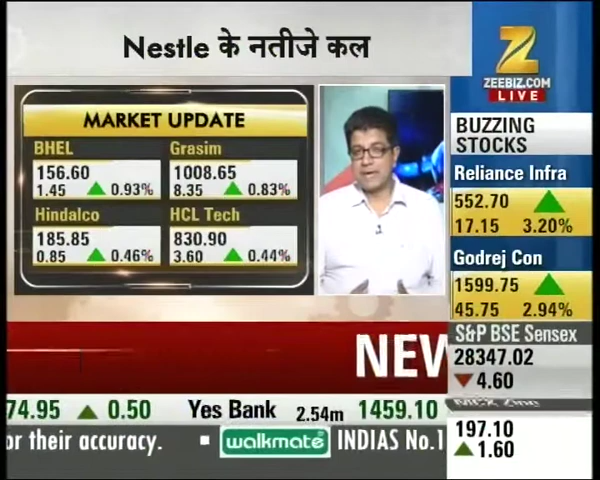 Nestle के नतीजे कल
Z
ZEEBIZ.COM
LIVE
MARKET UPDATE
BHEL
156.60
1.45 0.93%
Grasim
1008.65
8.35 0.83%
Hindalco
185.85
0.85 0.46%
HCL Tech
830.90
3.60 0.44%
BUZZING
STOCKS
Reliance Infra
552.70
17.15 3.20%
Godrej Con
1599.75
45.75 2.94%
S&P BSE Sensex
28347.02
4.60
197.10
1.60
NEW
74.95 0.50 Yes Bank 2.54m 1459.10
or their accuracy. walkmate INDIAS No.1